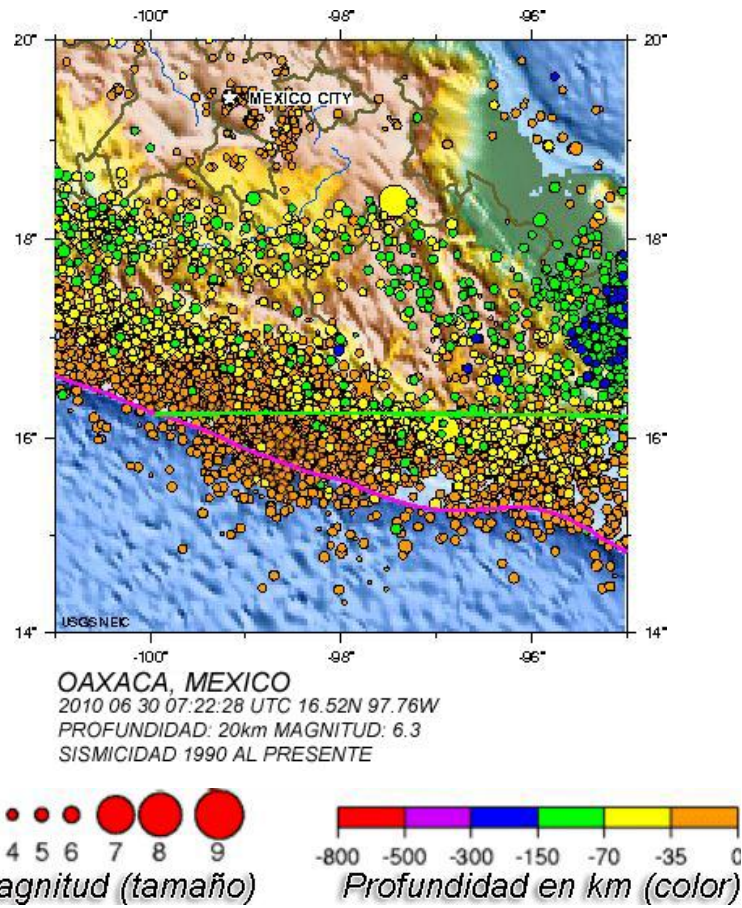 -100° -98° -96°
20° 20°
MEXICO CITY
18° 18°
16° 16°
USGS NEIC
14° 14°
-100° -98° -96°
OAXACA, MEXICO
2010 06 30 07:22:28 UTC 16.52N 97.76W
PROFUNDIDAD: 20km MAGNITUD: 6.3
SISMICIDAD 1990 AL PRESENTE
4 5 6 7 8 9
-800 -500 -300 -150 -70 -35 0
agnitud (tamaño) Profundidad en km (color)